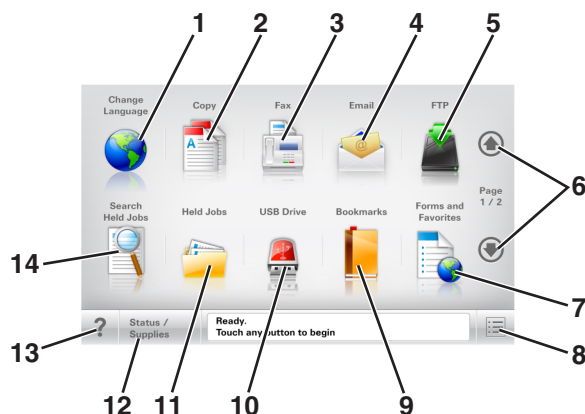 1 2 3 4 5
Change
Language
Copy
Fax
Email
FTP
6
Page
1 / 2
Search
Held Jobs
Held Jobs
USB Drive
Bookmarks
Forms and
Favorites
14
7
?
Status /
Supplies
Ready.
Touch any button to begin
8
13 12 11 10 9